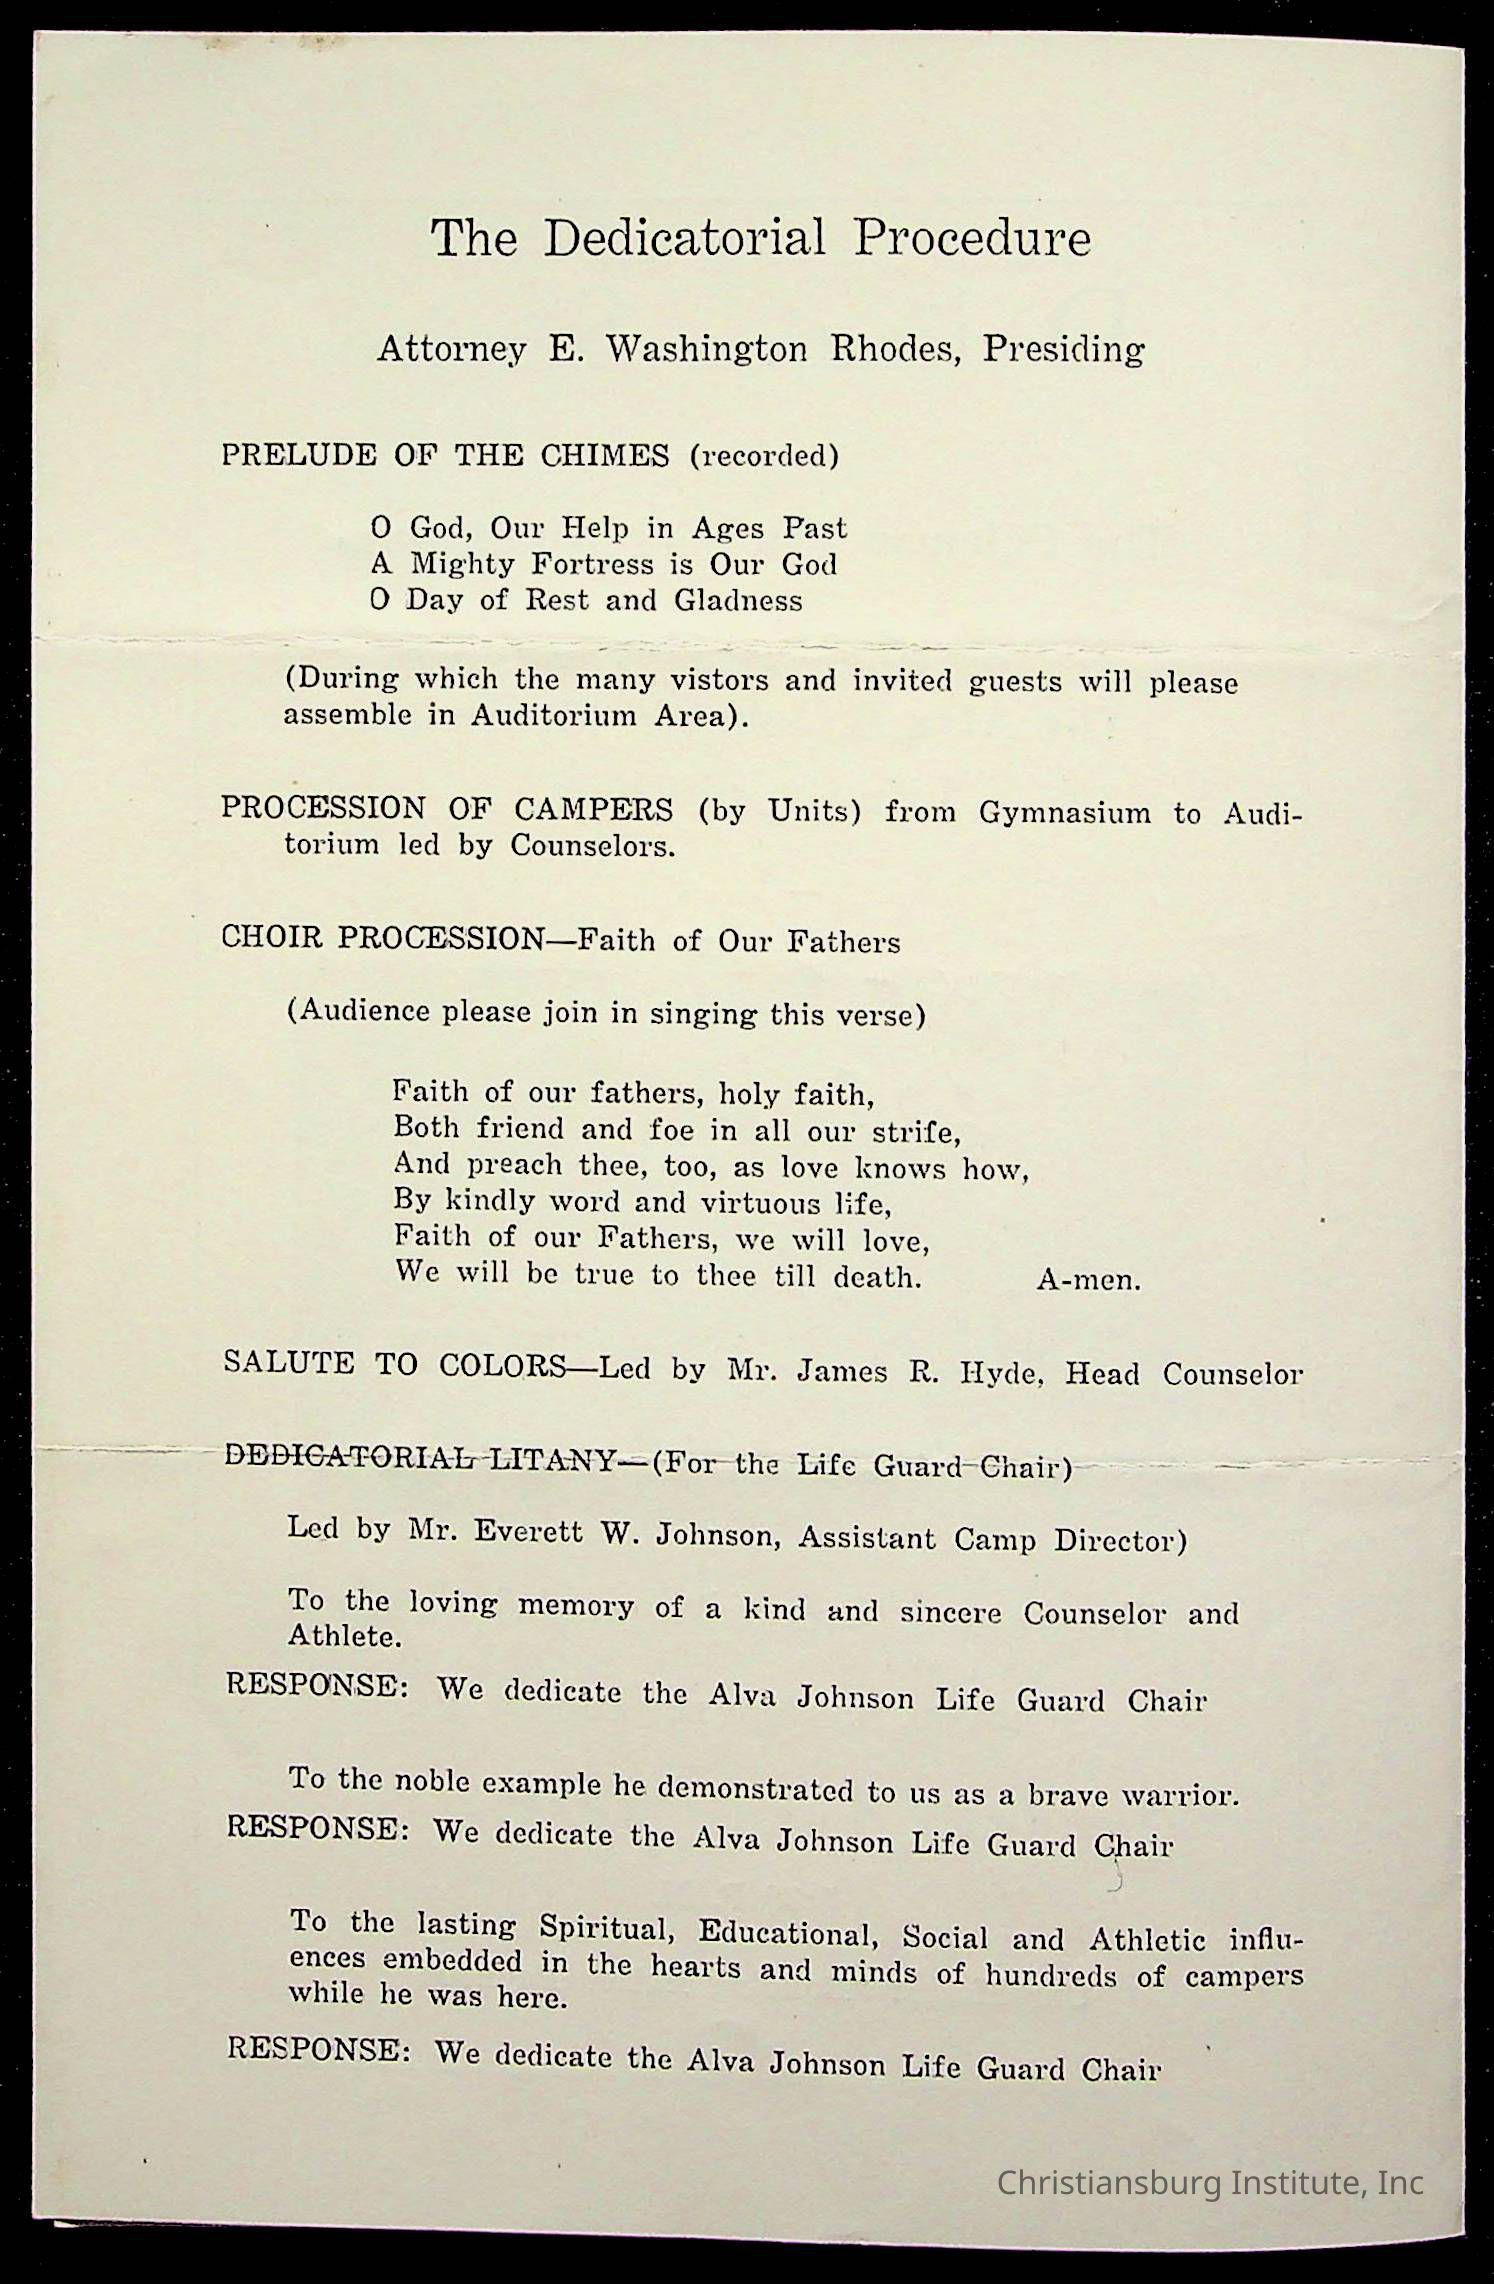 The Dedicatorial Procedure
Attorney E. Washington Rhodes, Presiding
PRELUDE OF THE CHIMES (recorded)
O God, Our Help in Ages Past
A Mighty Fortress is Our God
O Day of Rest and Gladness
(During which the many vistors and invited guests will please
assemble in Auditorium Area).
PROCESSION OF CAMPERS (by Units) from Gymnasium to Audi-
torium led by Counselors.
CHOIR PROCESSION—Faith of Our Fathers
(Audience please join in singing this verse)
Faith of our fathers, holy faith,
Both friend and foe in all our strife,
And preach thee, too, as love knows how,
By kindly word and virtuous life,
Faith of our Fathers, we will love,
We will be true to thee till death. A-men.
SALUTE TO COLORS—Led by Mr. James R. Hyde, Head Counselor
DEDICATORIAL LITANY—(For the Life Guard Chair)
Led by Mr. Everett W. Johnson, Assistant Camp Director)
To the loving memory of a kind and sincere Counselor and
Athlete.
RESPONSE: We dedicate the Alva Johnson Life Guard Chair
To the noble example he demonstrated to us as a brave warrior.
RESPONSE: We dedicate the Alva Johnson Life Guard Chair
To the lasting Spiritual, Educational, Social and Athletic influ-
ences embedded in the hearts and minds of hundreds of campers
while he was here.
RESPONSE: We dedicate the Alva Johnson Life Guard Chair
Christiansburg Institute, Inc